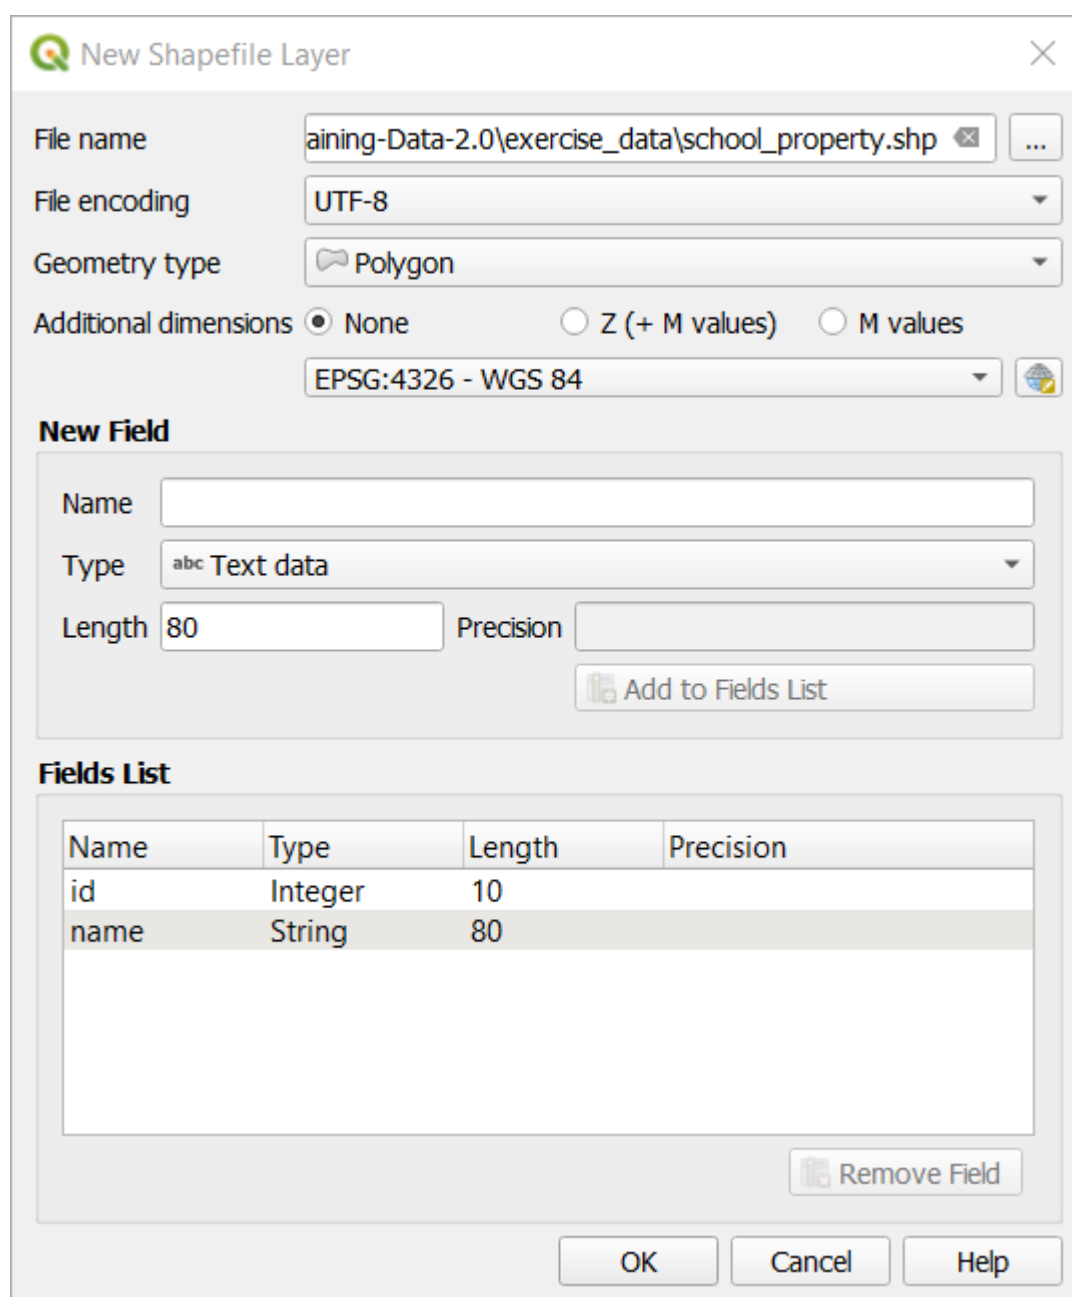 New Shapefile Layer
File name aining-Data-2.0\exercise_data\school_property.shp ...
File encoding UTF-8
Geometry type Polygon
Additional dimensions None Z (+ M values) M values
EPSG:4326 - WGS 84
New Field
Name
Type abc Text data
Length 80 Precision
Add to Fields List
Fields List
Name Type Length Precision
id Integer 10
name String 80
Remove Field
OK Cancel Help